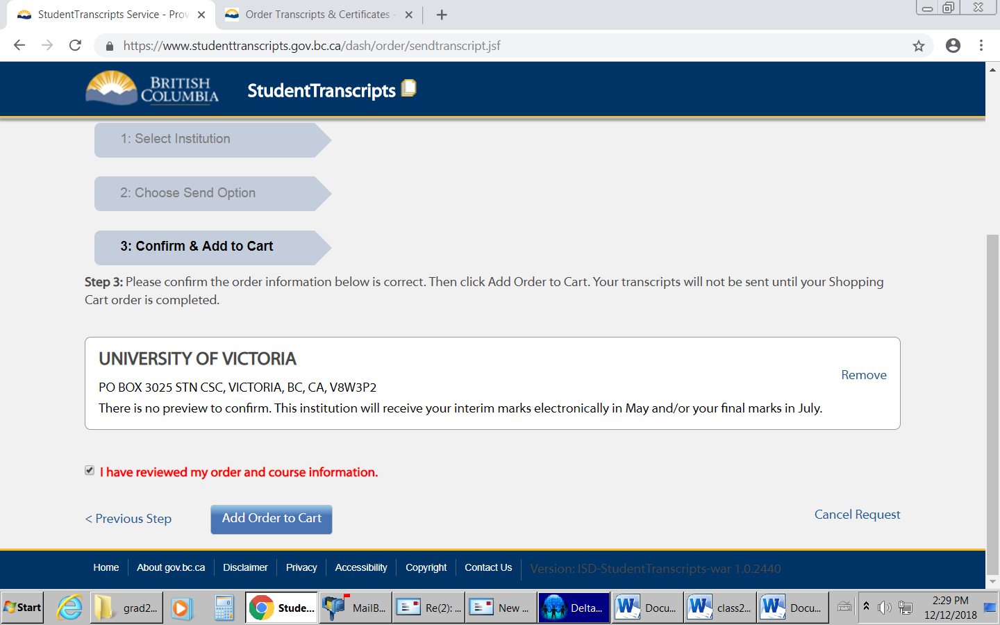 StudentTranscripts Service - Prov
Order Transcripts & Certificates -
https://www.studenttranscripts.gov.bc.ca/dash/order/sendtranscript.jsf
BRITISH
COLUMBIA
StudentTranscripts
1: Select Institution
2: Choose Send Option
3: Confirm & Add to Cart
Step 3: Please confirm the order information below is correct. Then click Add Order to Cart. Your transcripts will not be sent until your Shopping
Cart order is completed.
UNIVERSITY OF VICTORIA
Remove
PO BOX 3025 STN CSC, VICTORIA, BC, CA, V8W3P2
There is no preview to confirm. This institution will receive your interim marks electronically in May and/or your final marks in July.
I have reviewed my order and course information.
< Previous Step
Add Order to Cart
Cancel Request
Home About gov.bc.ca Disclaimer Privacy Accessibility Copyright Contact Us Version: ISD-StudentTranscripts-war 1.0.2440
Start grad2... Stude... MailB... Re(2): ... New ... Delta... Docu... class2... Docu... 2:29 PM
12/12/2018